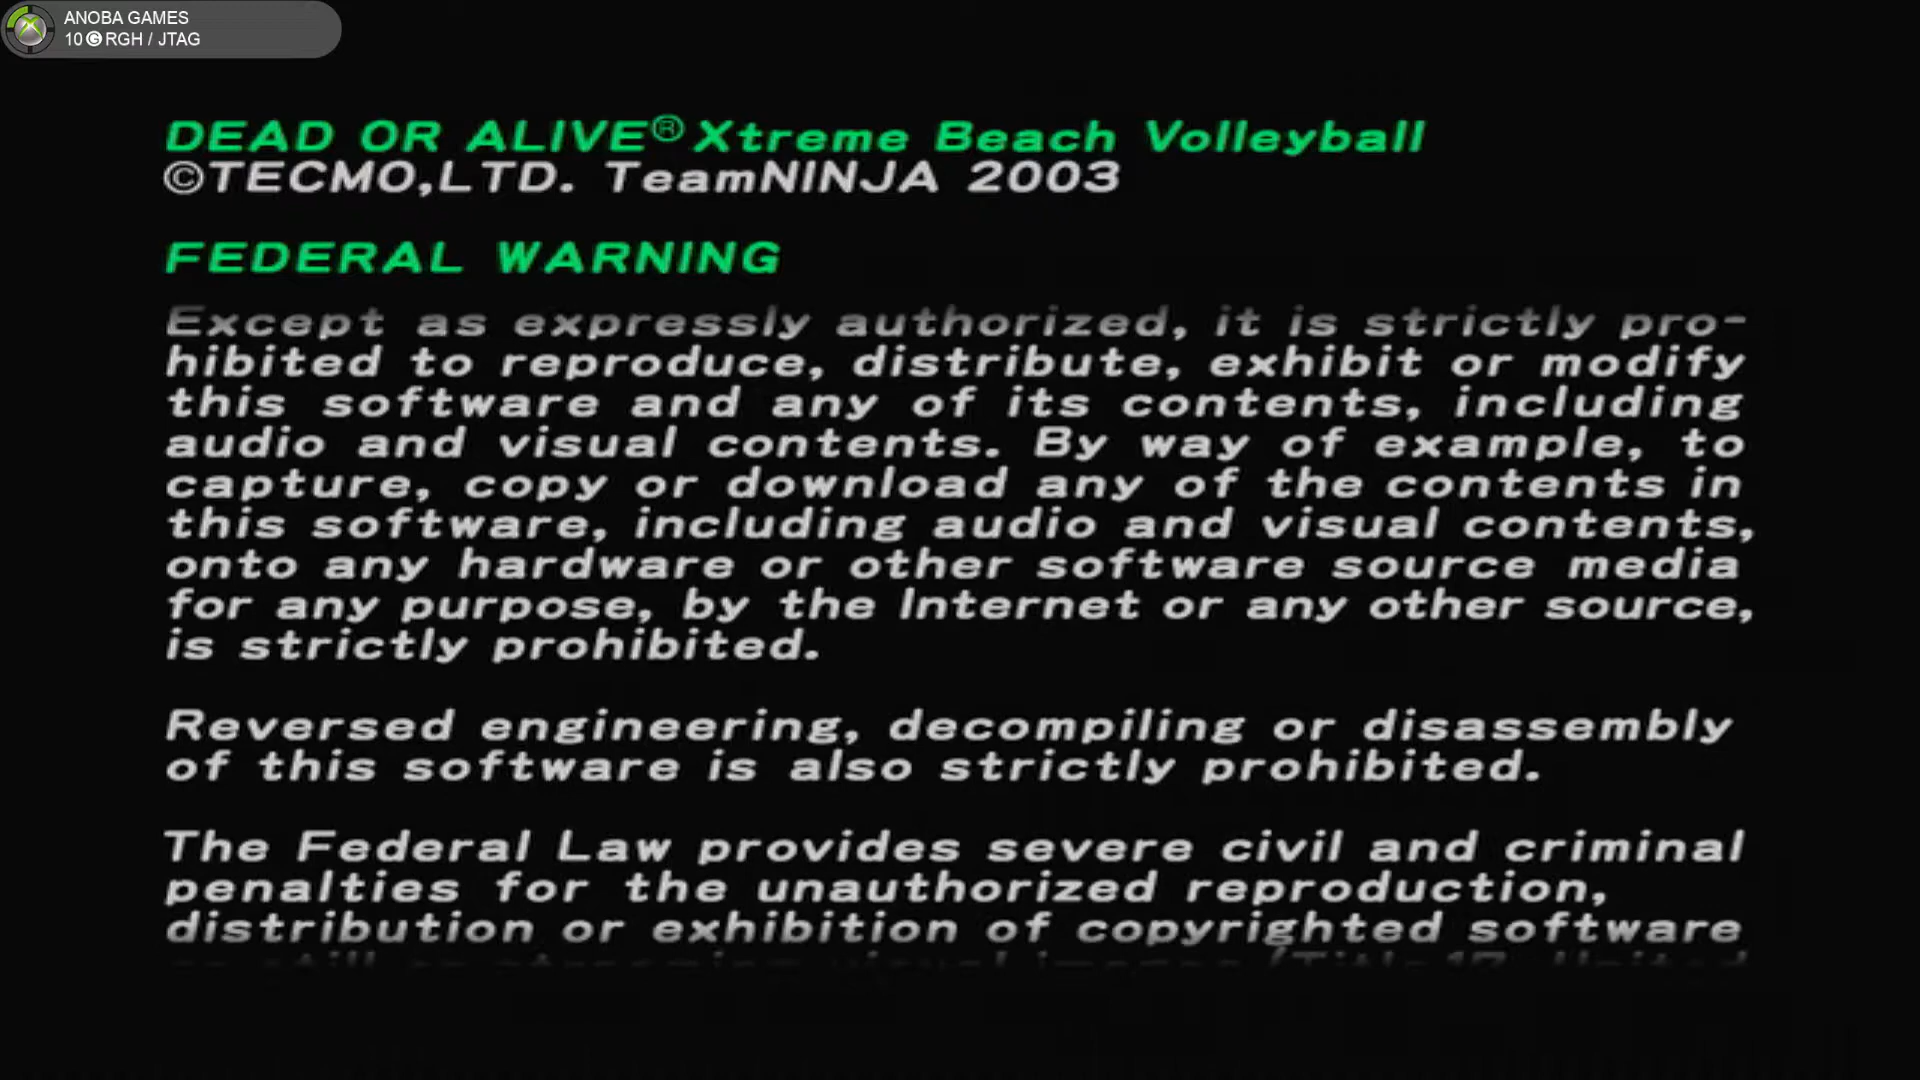 ANOBA GAMES
10 G RGH / JTAG
DEAD OR ALIVE® Xtreme Beach Volleyball
©TECMO,LTD. TeamNINJA 2003
FEDERAL WARNING
Except as expressly authorized, it is strictly pro-
hibited to reproduce, distribute, exhibit or modify
this software and any of its contents, including
audio and visual contents. By way of example, to
capture, copy or download any of the contents in
this software, including audio and visual contents,
onto any hardware or other software source media
for any purpose, by the Internet or any other source,
is strictly prohibited.
Reversed engineering, decompiling or disassembly
of this software is also strictly prohibited.
The Federal Law provides severe civil and criminal
penalties for the unauthorized reproduction,
distribution or exhibition of copyrighted software